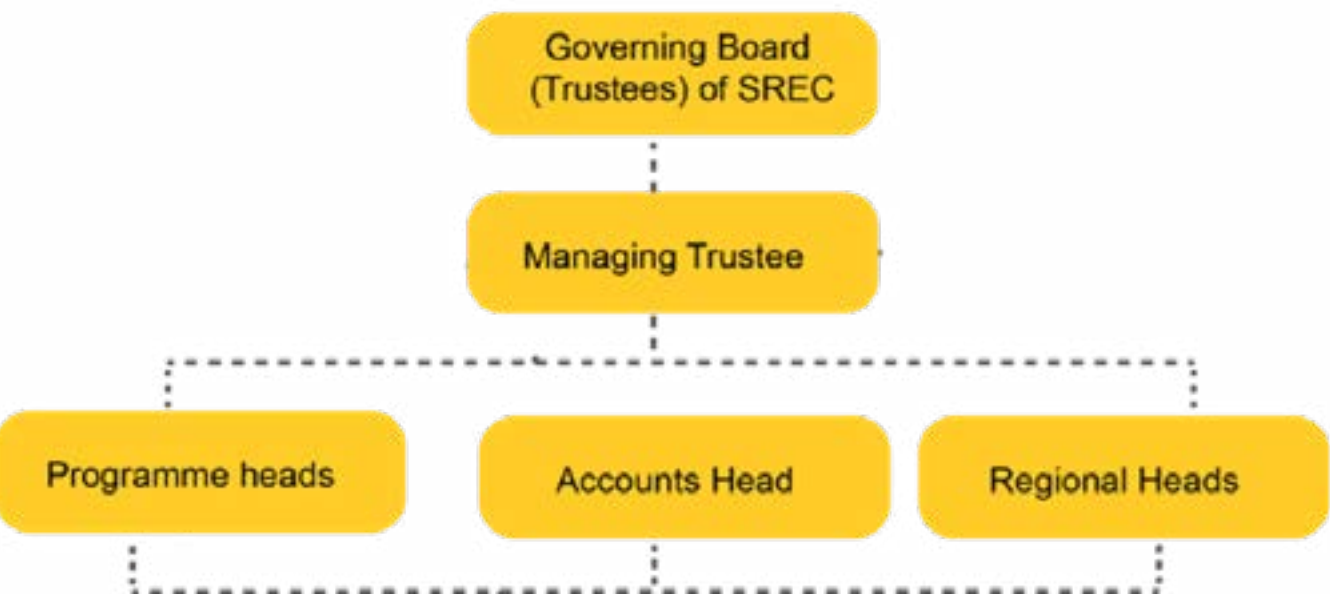 Governing Board
(Trustees) of SREC
Managing Trustee
Programme heads
Accounts Head
Regional Heads